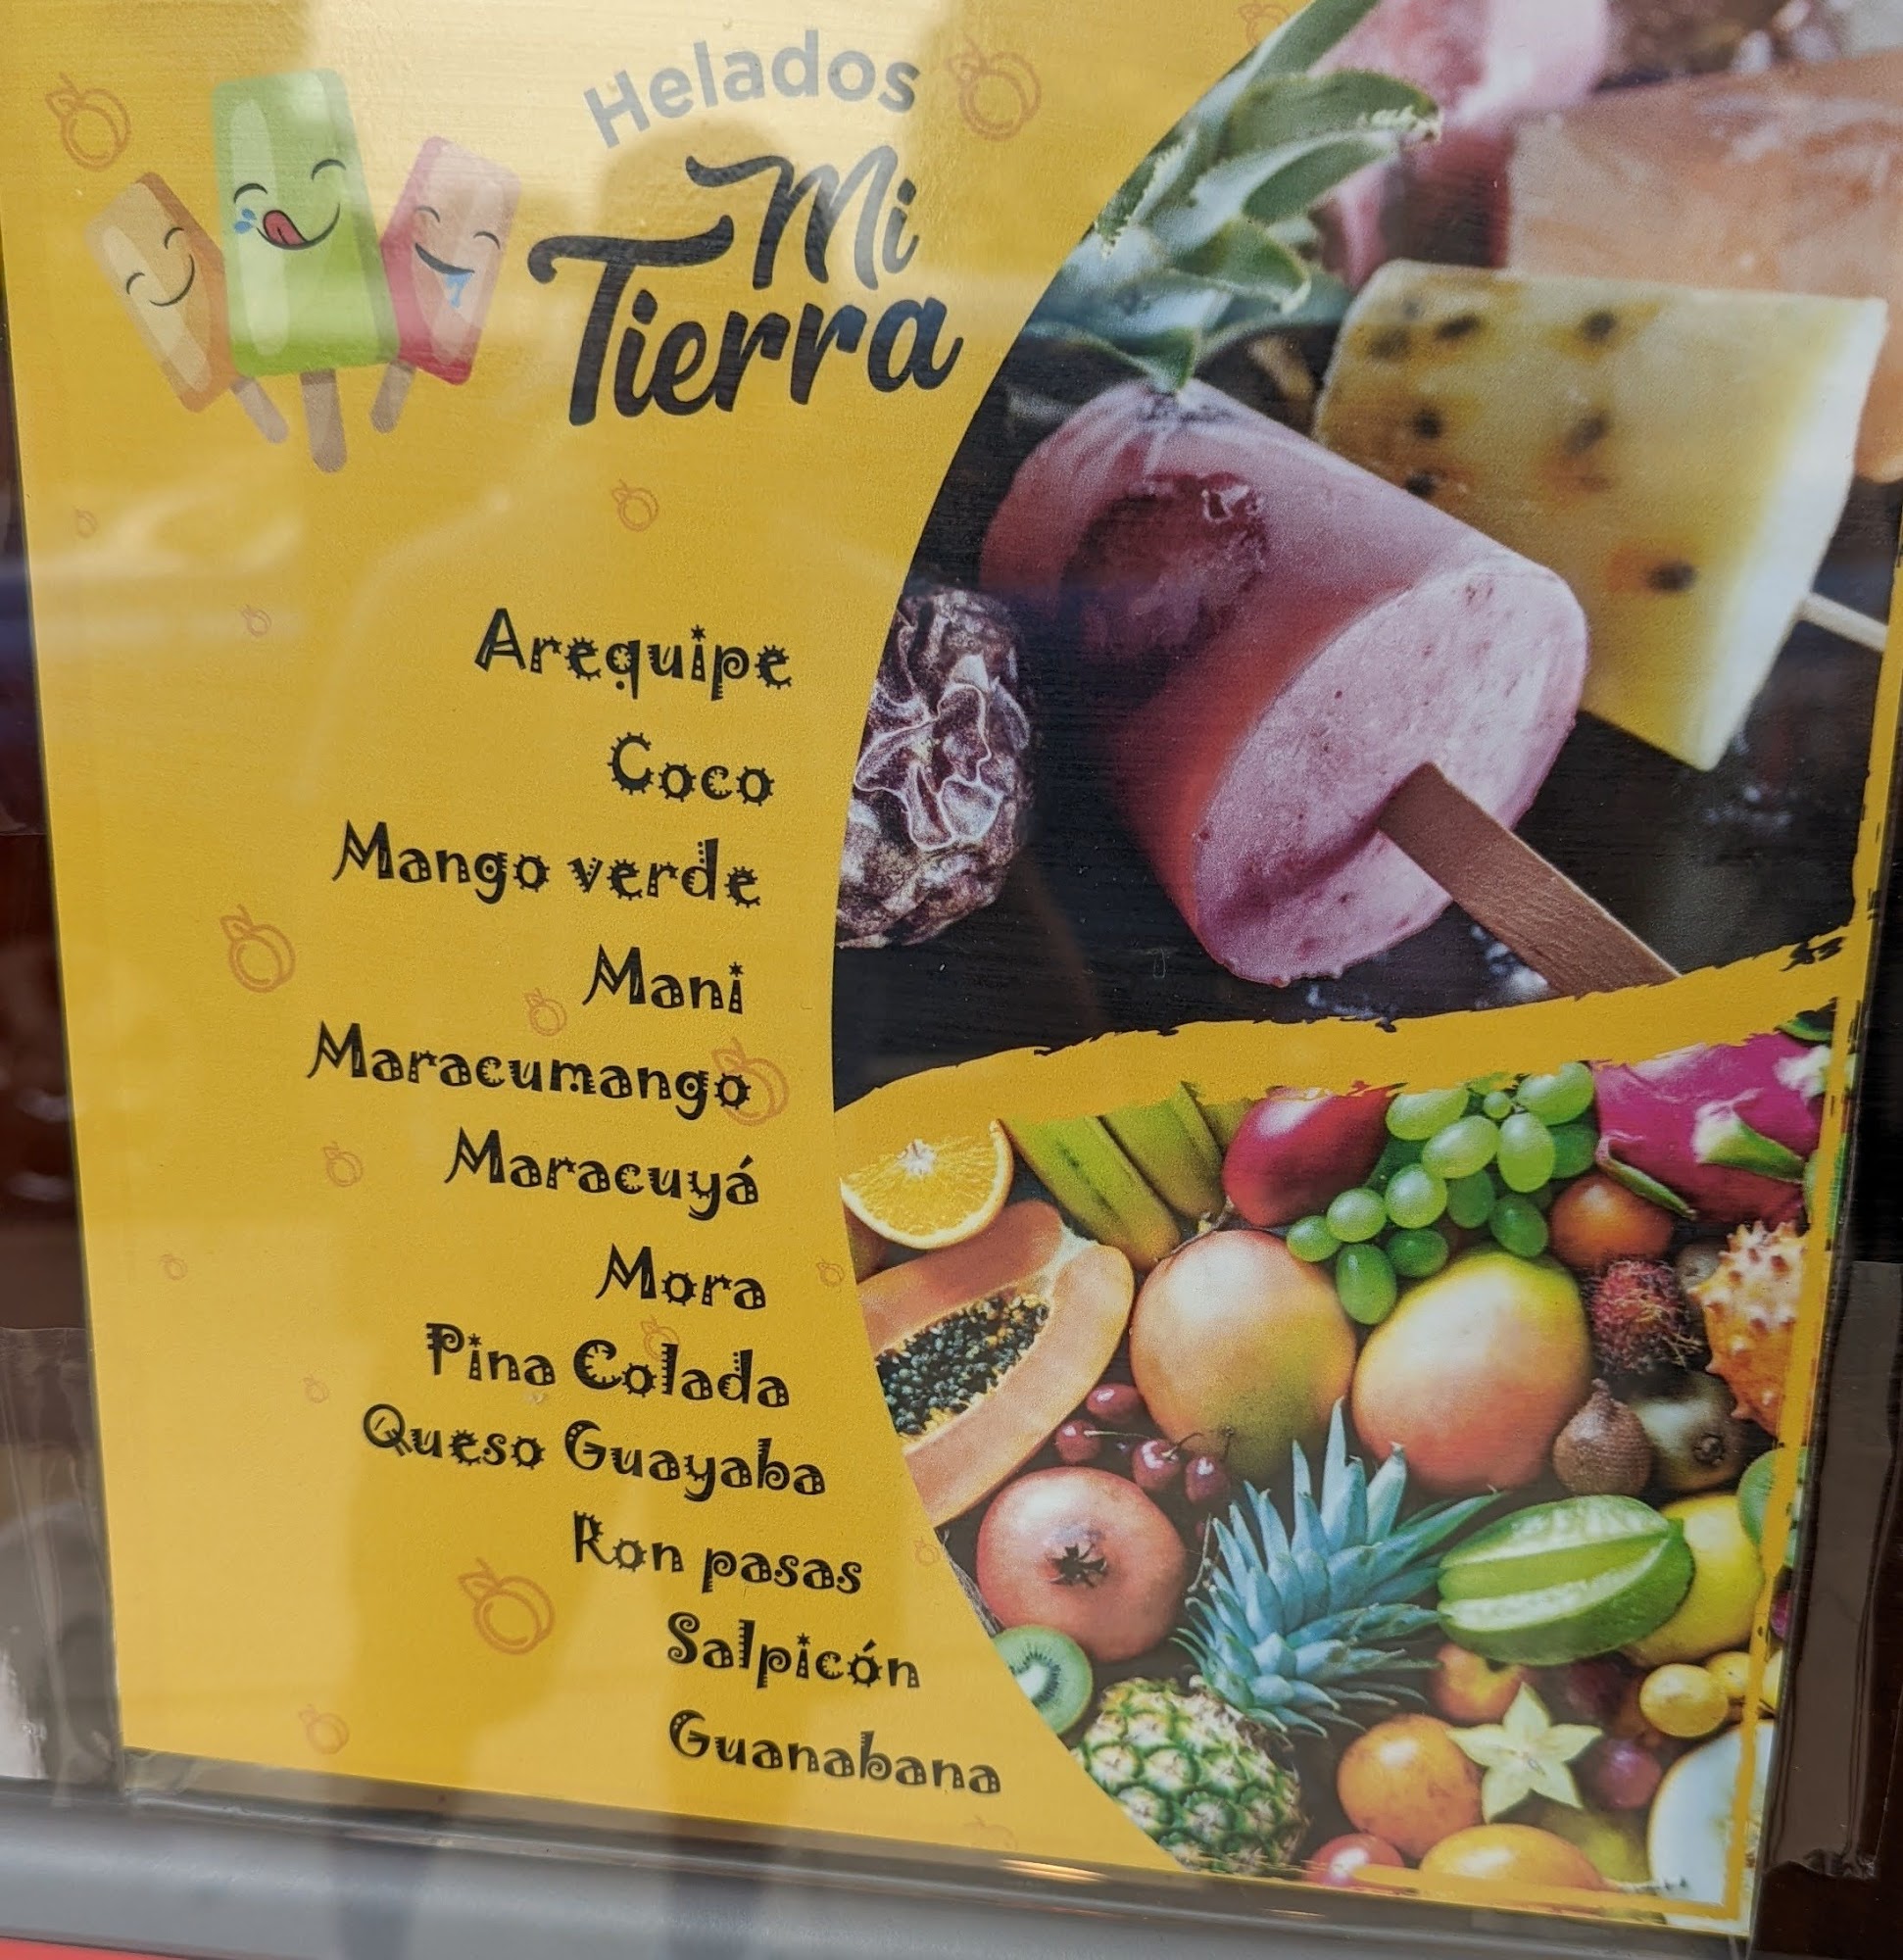 Helados
Mi
Tierra
Arequipe
Coco
Mango verde
Mani
Maracumango
Maracuyá
Mora
Pina Colada
Queso Guayaba
Ron pasas
Salpicón
Guanabana